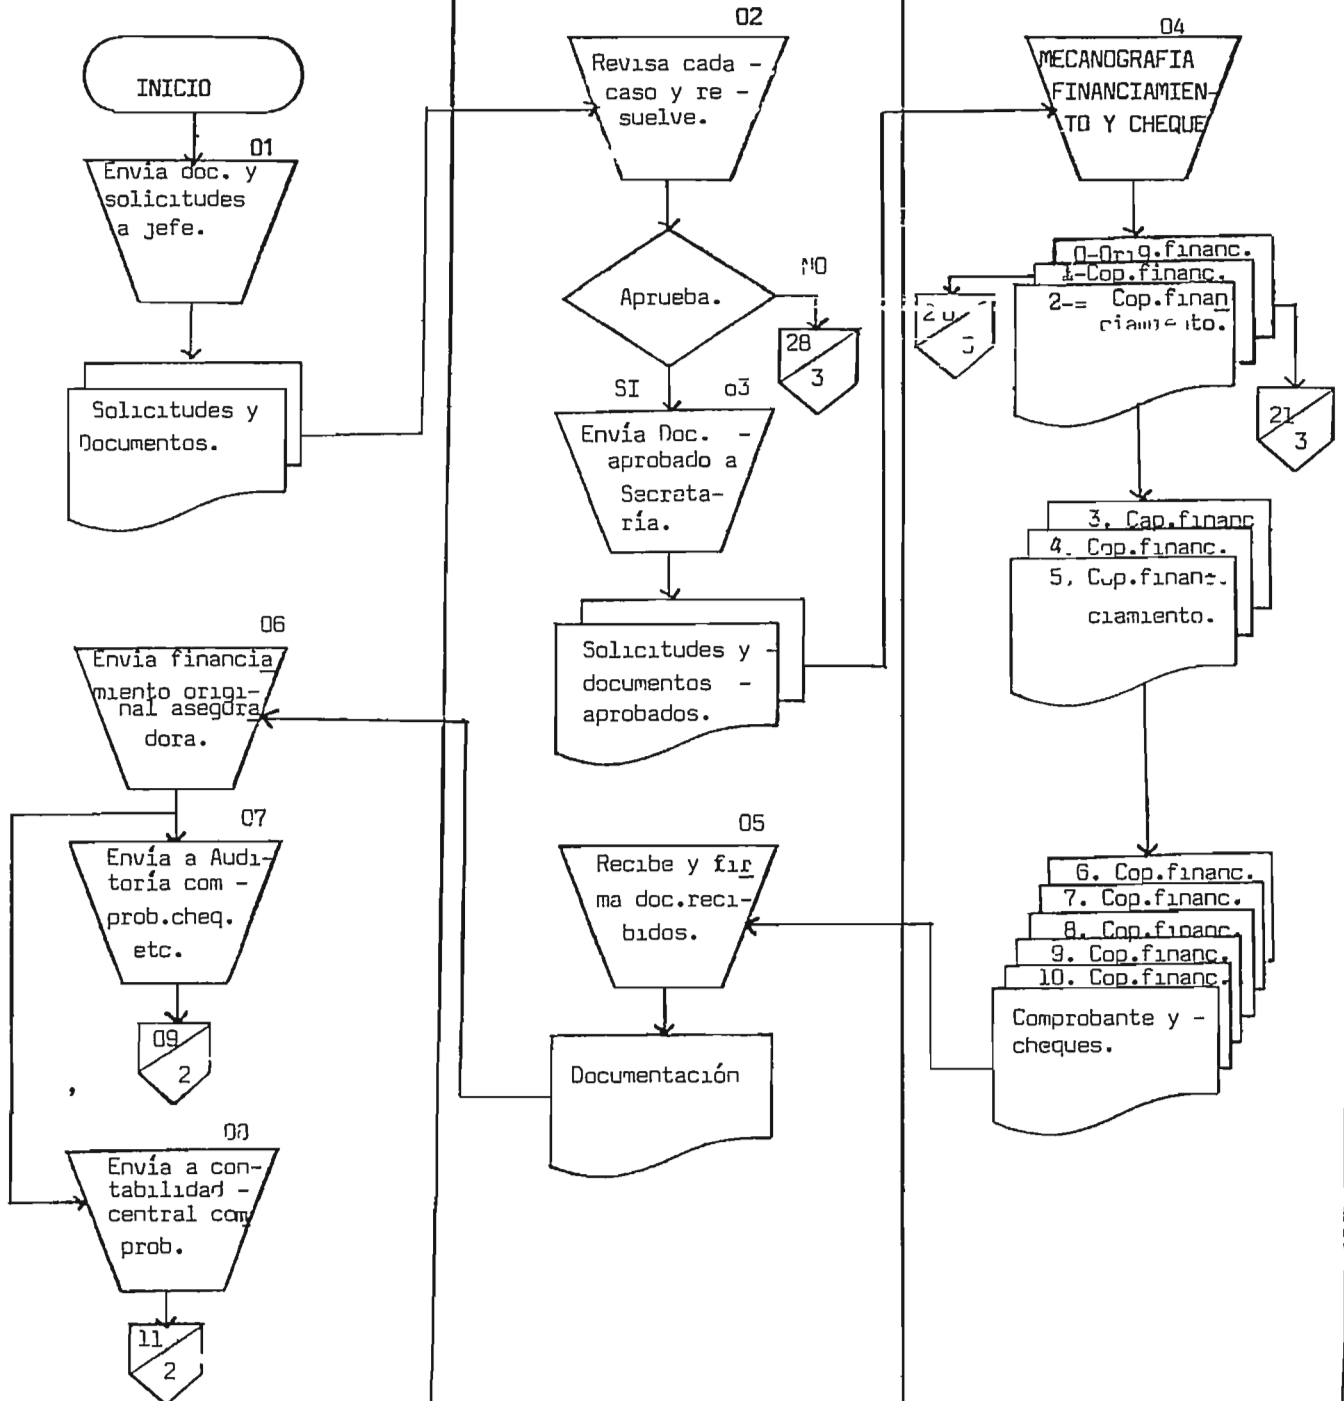 INICIO
01
Envía doc. y
solicitudes
a jefe.
Solicitudes y
Documentos.
02
Revisa cada -
caso y re -
suelve.
Aprueba.
NO
28
3
SI
03
Envía Doc. -
aprobado a
Secreta-
ría.
Solicitudes y -
documentos -
aprobados.
04
MECANOGRAFIA
FINANCIAMIEN-
TO Y CHEQUE
0-Orig.financ.
1-Cop.financ.
2-= Cop.finan
ciamiento.
21
3
3. Cop.financ
4. Cop.financ.
5. Cop.finan-
ciamiento.
6. Cop.financ.
7. Cop.financ.
8. Cop.financ.
9. Cop.financ.
10. Cop.financ.
Comprobante y -
cheques.
05
Recibe y fir
ma doc.reci-
bidos.
Documentación
06
Envía financia
miento origi-
nal asegura
dora.
07
Envía a Audi-
toría com -
prob.cheq.
etc.
09
2
08
Envía a con-
tabilidad -
central com
prob.
11
2